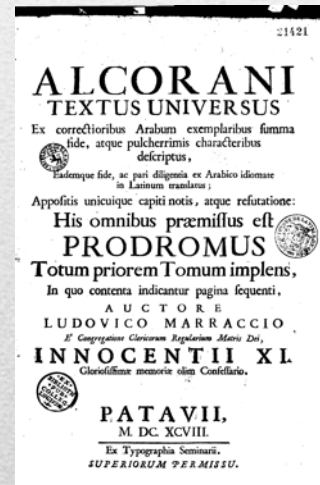 21421
ALCORANI
TEXTUS UNIVERSUS
Ex correctioribus Arabum exemplaribus summa
fide, atque pulcherrimis characteribus
descriptus,
Eademque fide, ac pari diligentia ex Arabico idiomate
in Latinum translatus;
Appositis unicuique capiti notis, atque refutatione:
His omnibus præmissus est
PRODROMUS
Totum priorem Tomum implens,
In quo contenta indicantur pagina sequenti,
AUCTORE
LUDOVICO MARRACCIO
E' Congregatione Clericorum Regularium Matris Dei,
INNOCENTII XI.
Gloriosissimæ memoriæ olim Confessario.
PATAVII,
M. DC. XCVIII.
Ex Typographia Seminarii.
SUPERIORUM PERMISSU.